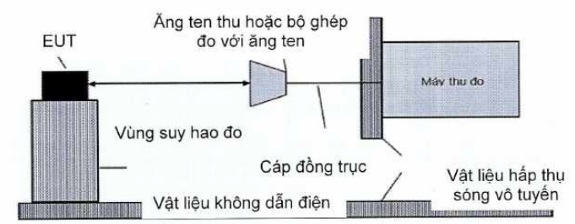 Ăng ten thu hoặc bộ ghép
đo với ăng ten
EUT
Máy thu đo
Vùng suy hao đo
Cáp đồng trục
Vật liệu hấp thụ
sóng vô tuyến
Vật liệu không dẫn điện